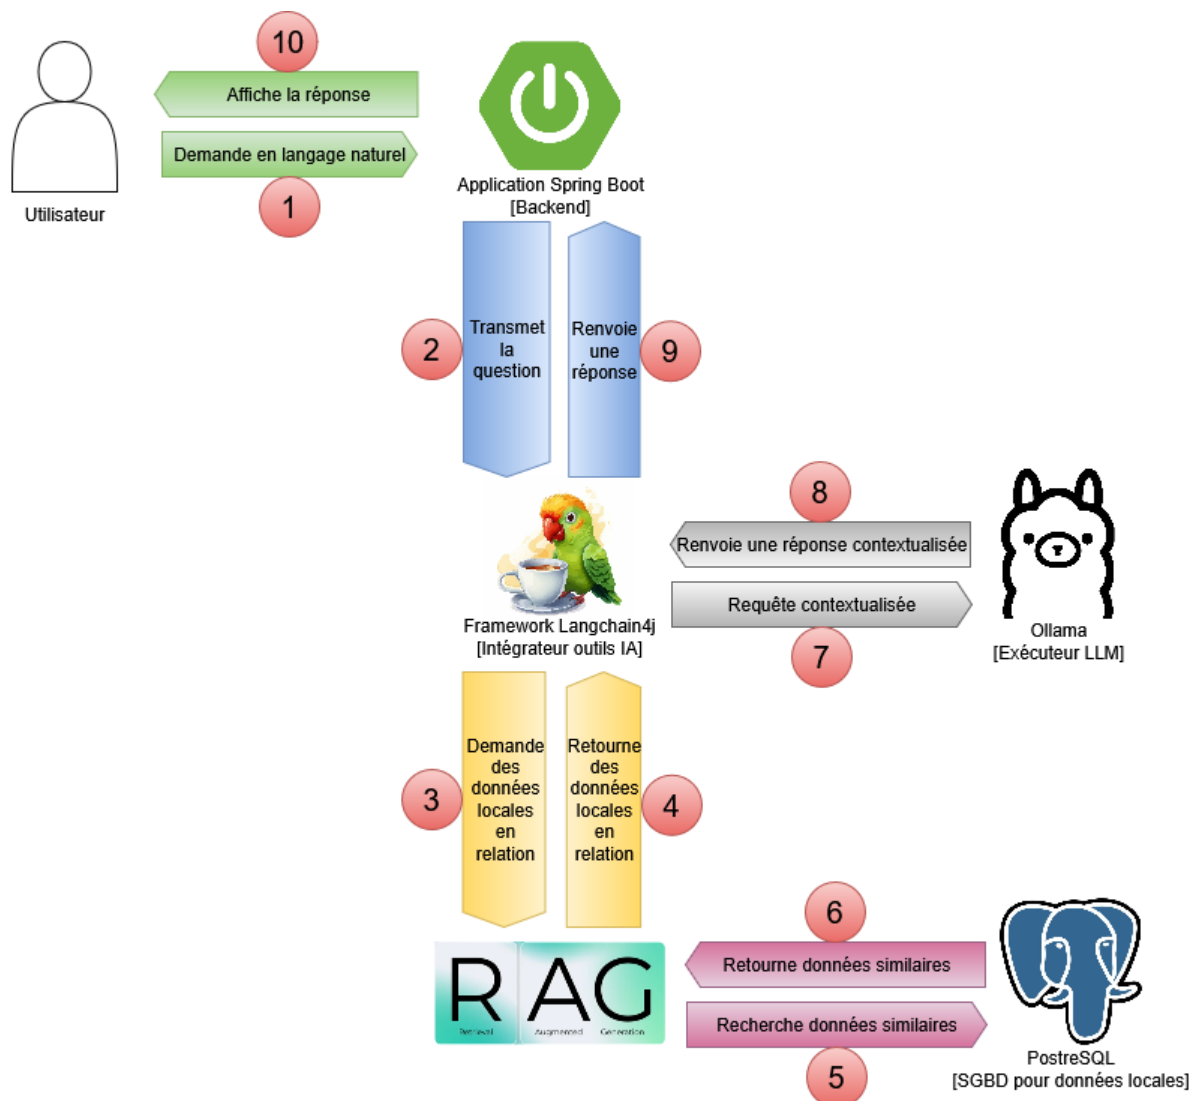 10
Affiche la réponse
Demande en langage naturel
1
Utilisateur
Application Spring Boot
[Backend]
2
Transmet
la
question
Renvoie
une
réponse
9
8
Renvoie une réponse contextualisée
Requête contextualisée
7
Ollama
[Exécuteur LLM]
Framework Langchain4j
[Intégrateur outils IA]
3
Demande
des
données
locales
en
relation
Retourne
des
données
locales
en
relation
4
6
Retourne données similaires
Recherche données similaires
5
RAG
Retrieval Augmented Generation
PostreSQL
[SGBD pour données locales]